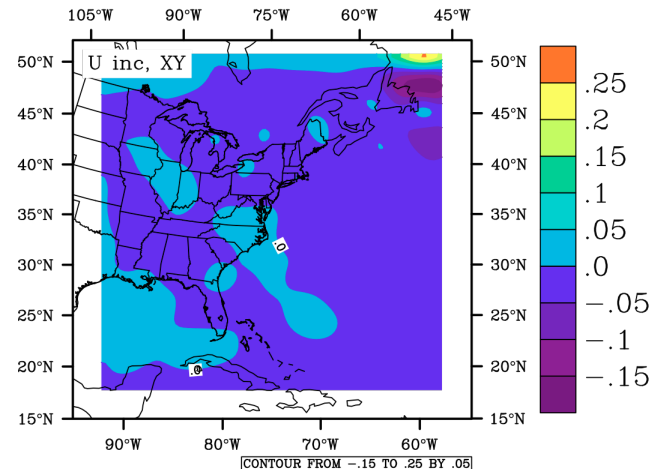 105°W 90°W 75°W 60°W 45°W
U inc, XY
50°N 50°N
45°N 45°N
40°N 40°N
35°N 35°N
30°N 30°N
25°N 25°N
20°N 20°N
15°N 15°N
.0
.0
90°W 80°W 70°W 60°W
CONTOUR FROM -.15 TO .25 BY .05
.25
.2
.15
.1
.05
.0
-.05
-.1
-.15